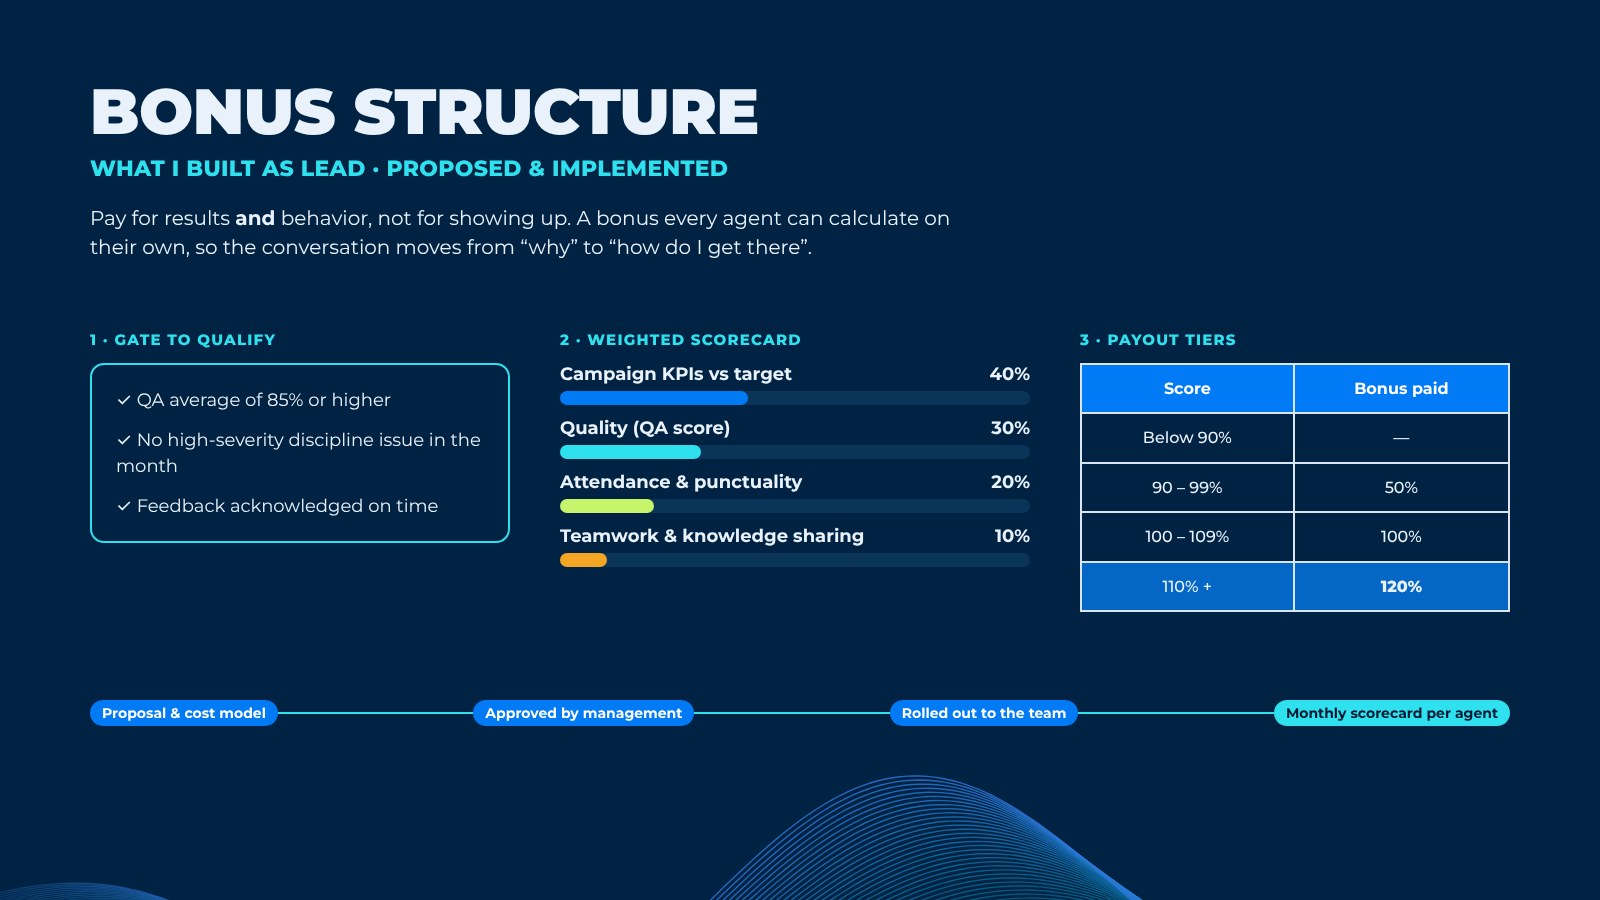 BONUS STRUCTURE
WHAT I BUILT AS LEAD · PROPOSED & IMPLEMENTED
Pay for results and behavior, not for showing up. A bonus every agent can calculate on
their own, so the conversation moves from “why” to “how do I get there”.
1 · GATE TO QUALIFY
✓ QA average of 85% or higher
✓ No high-severity discipline issue in the
month
✓ Feedback acknowledged on time
2 · WEIGHTED SCORECARD
Campaign KPIs vs target 40%
Quality (QA score) 30%
Attendance & punctuality 20%
Teamwork & knowledge sharing 10%
3 · PAYOUT TIERS
Score Bonus paid
Below 90% —
90 – 99% 50%
100 – 109% 100%
110% + 120%
Proposal & cost model Approved by management Rolled out to the team Monthly scorecard per agent